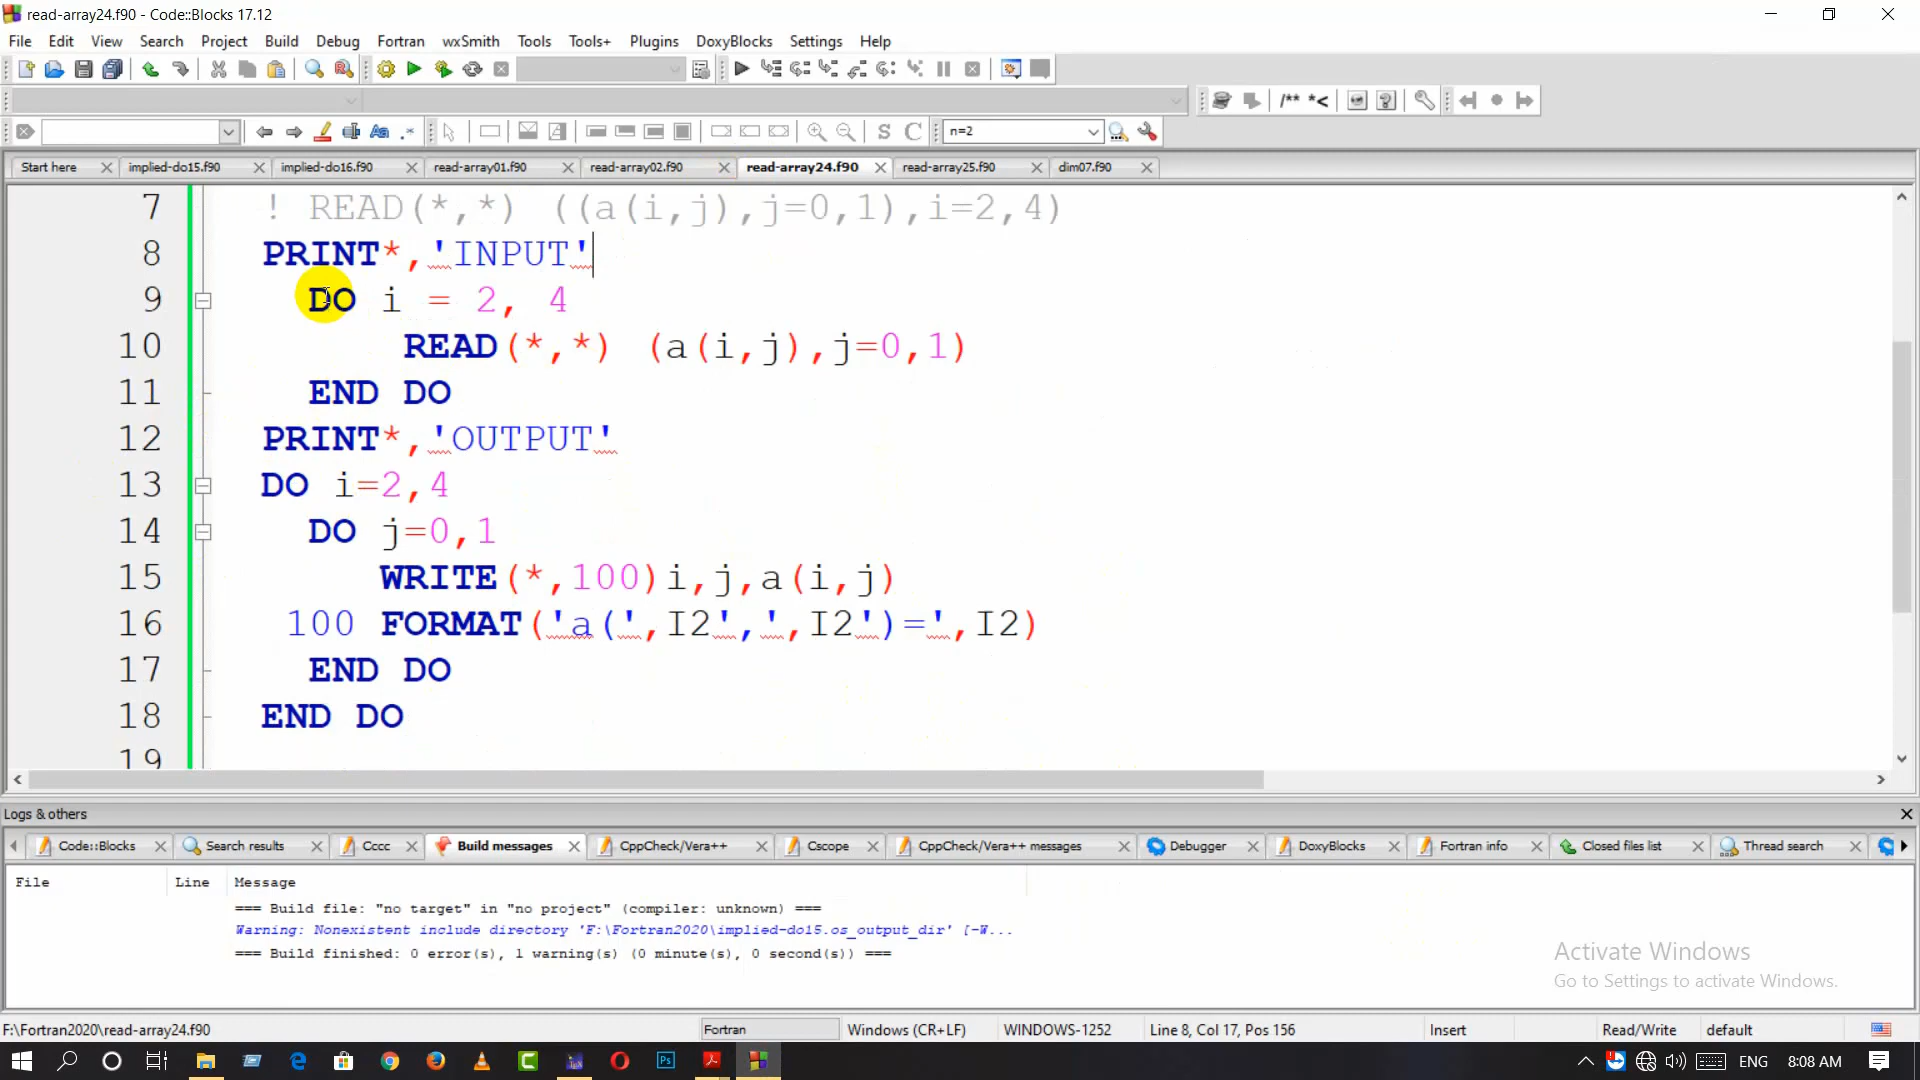 read-array24.f90 - Code::Blocks 17.12
File Edit View Search Project Build Debug Fortran wxSmith Tools Tools+ Plugins DoxyBlocks Settings Help
/** *<
S C n=2
Start here implied-do15.f90 implied-do16.f90 read-array01.f90 read-array02.f90 read-array24.f90 read-array25.f90 dim07.f90
7 ! READ(*,*) ((a(i,j),j=0,1),i=2,4)
8 PRINT*,'INPUT'
9 DO i = 2, 4
10 READ(*,*) (a(i,j),j=0,1)
11 END DO
12 PRINT*,'OUTPUT'
13 DO i=2,4
14 DO j=0,1
15 WRITE(*,100)i,j,a(i,j)
16 100 FORMAT('a(',I2',',I2')=',I2)
17 END DO
18 END DO
19
Logs & others
Code::Blocks Search results Cccc Build messages CppCheck/Vera++ Cscope CppCheck/Vera++ messages Debugger DoxyBlocks Fortran info Closed files list Thread search
File Line Message
=== Build file: "no target" in "no project" (compiler: unknown) ===
Warning: Nonexistent include directory 'F:\Fortran2020\implied-do15.os_output_dir' [-W...
=== Build finished: 0 error(s), 1 warning(s) (0 minute(s), 0 second(s)) ===
Activate Windows
Go to Settings to activate Windows.
F:\Fortran2020\read-array24.f90 Fortran Windows (CR+LF) WINDOWS-1252 Line 8, Col 17, Pos 156 Insert Read/Write default
ENG 8:08 AM